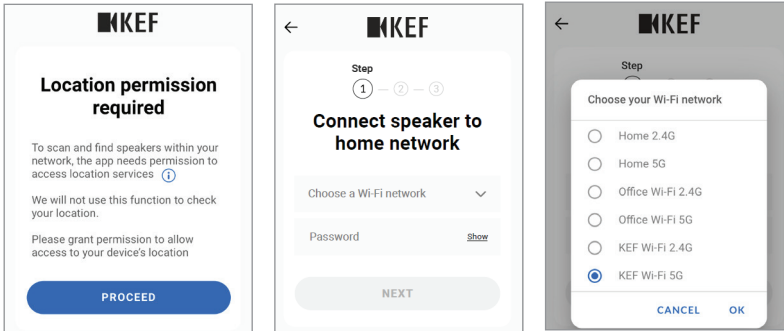 KEF
Location permission
required
To scan and find speakers within your
network, the app needs permission to
access location services
We will not use this function to check
your location.
Please grant permission to allow
access to your device's location
PROCEED
KEF
Step
1 2 3
Connect speaker to
home network
Choose a Wi-Fi network
Password Show
NEXT
KEF
Step
Choose your Wi-Fi network
Home 2.4G
Home 5G
Office Wi-Fi 2.4G
Office Wi-Fi 5G
KEF Wi-Fi 2.4G
KEF Wi-Fi 5G
CANCEL OK